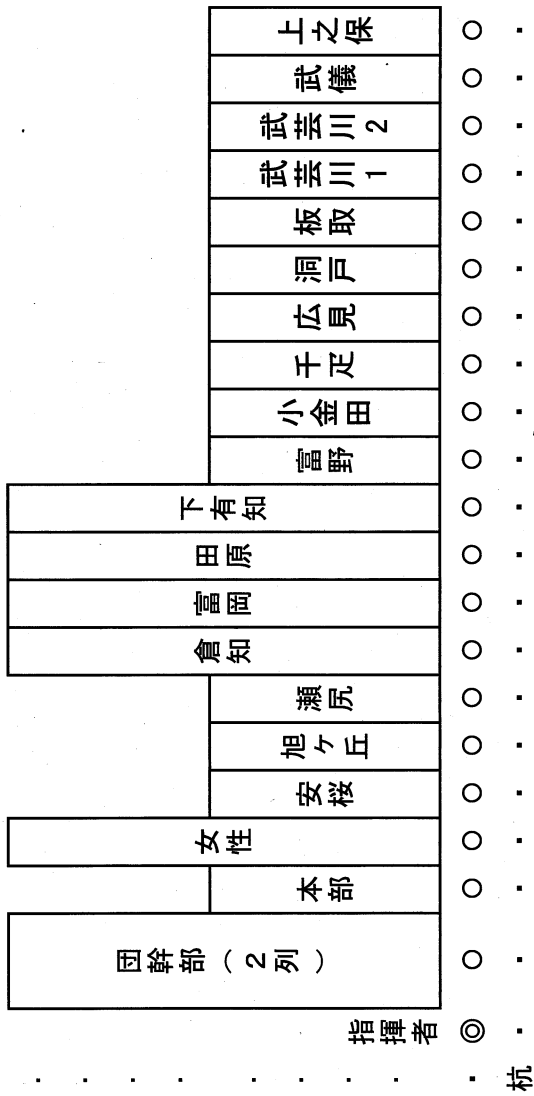 上之保
武儀
武芸川2
武芸川1
板取
洞戸
広見
千疋
小金田
富野
下有知
田原
富岡
倉知
瀬尻
旭ケ丘
安桜
女性
本部
団幹部(2列)
指揮者
杭